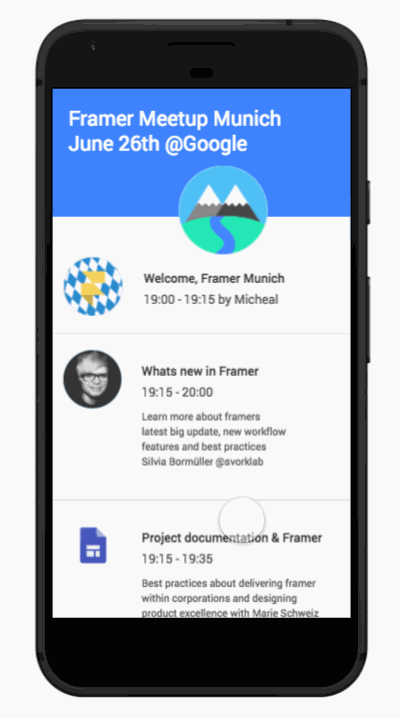 Framer Meetup Munich
June 26th @Google
Welcome, Framer Munich
19:00 - 19:15 by Micheal
Whats new in Framer
19:15 - 20:00
Learn more about framers
latest big update, new workflow
features and best practices
Silvia Bormüller @svorklab
Project documentation & Framer
19:15 - 19:35
Best practices about delivering framer
within corporations and designing
product excellence with Marie Schweiz